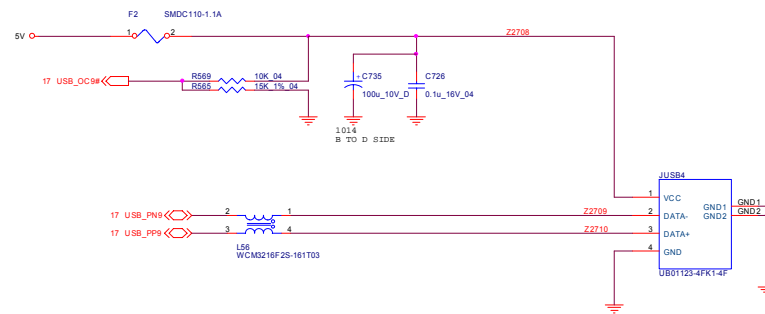 F2 SMDC110-1.1A
5V 1 2 Z2708
17 USB_OC9# R569 10K_04
R565 15K_1%_04
+ C735 C726
100u_10V_D 0.1u_16V_04
1014
B TO D SIDE
JUSB4
1 VCC
17 USB_PN9 2 1 Z2709 2 DATA- GND1 GND1
GND2 GND2
17 USB_PP9 3 4 Z2710 3 DATA+
L56 4 GND
WCM3216F2S-161T03
UB01123-4FK1-4F